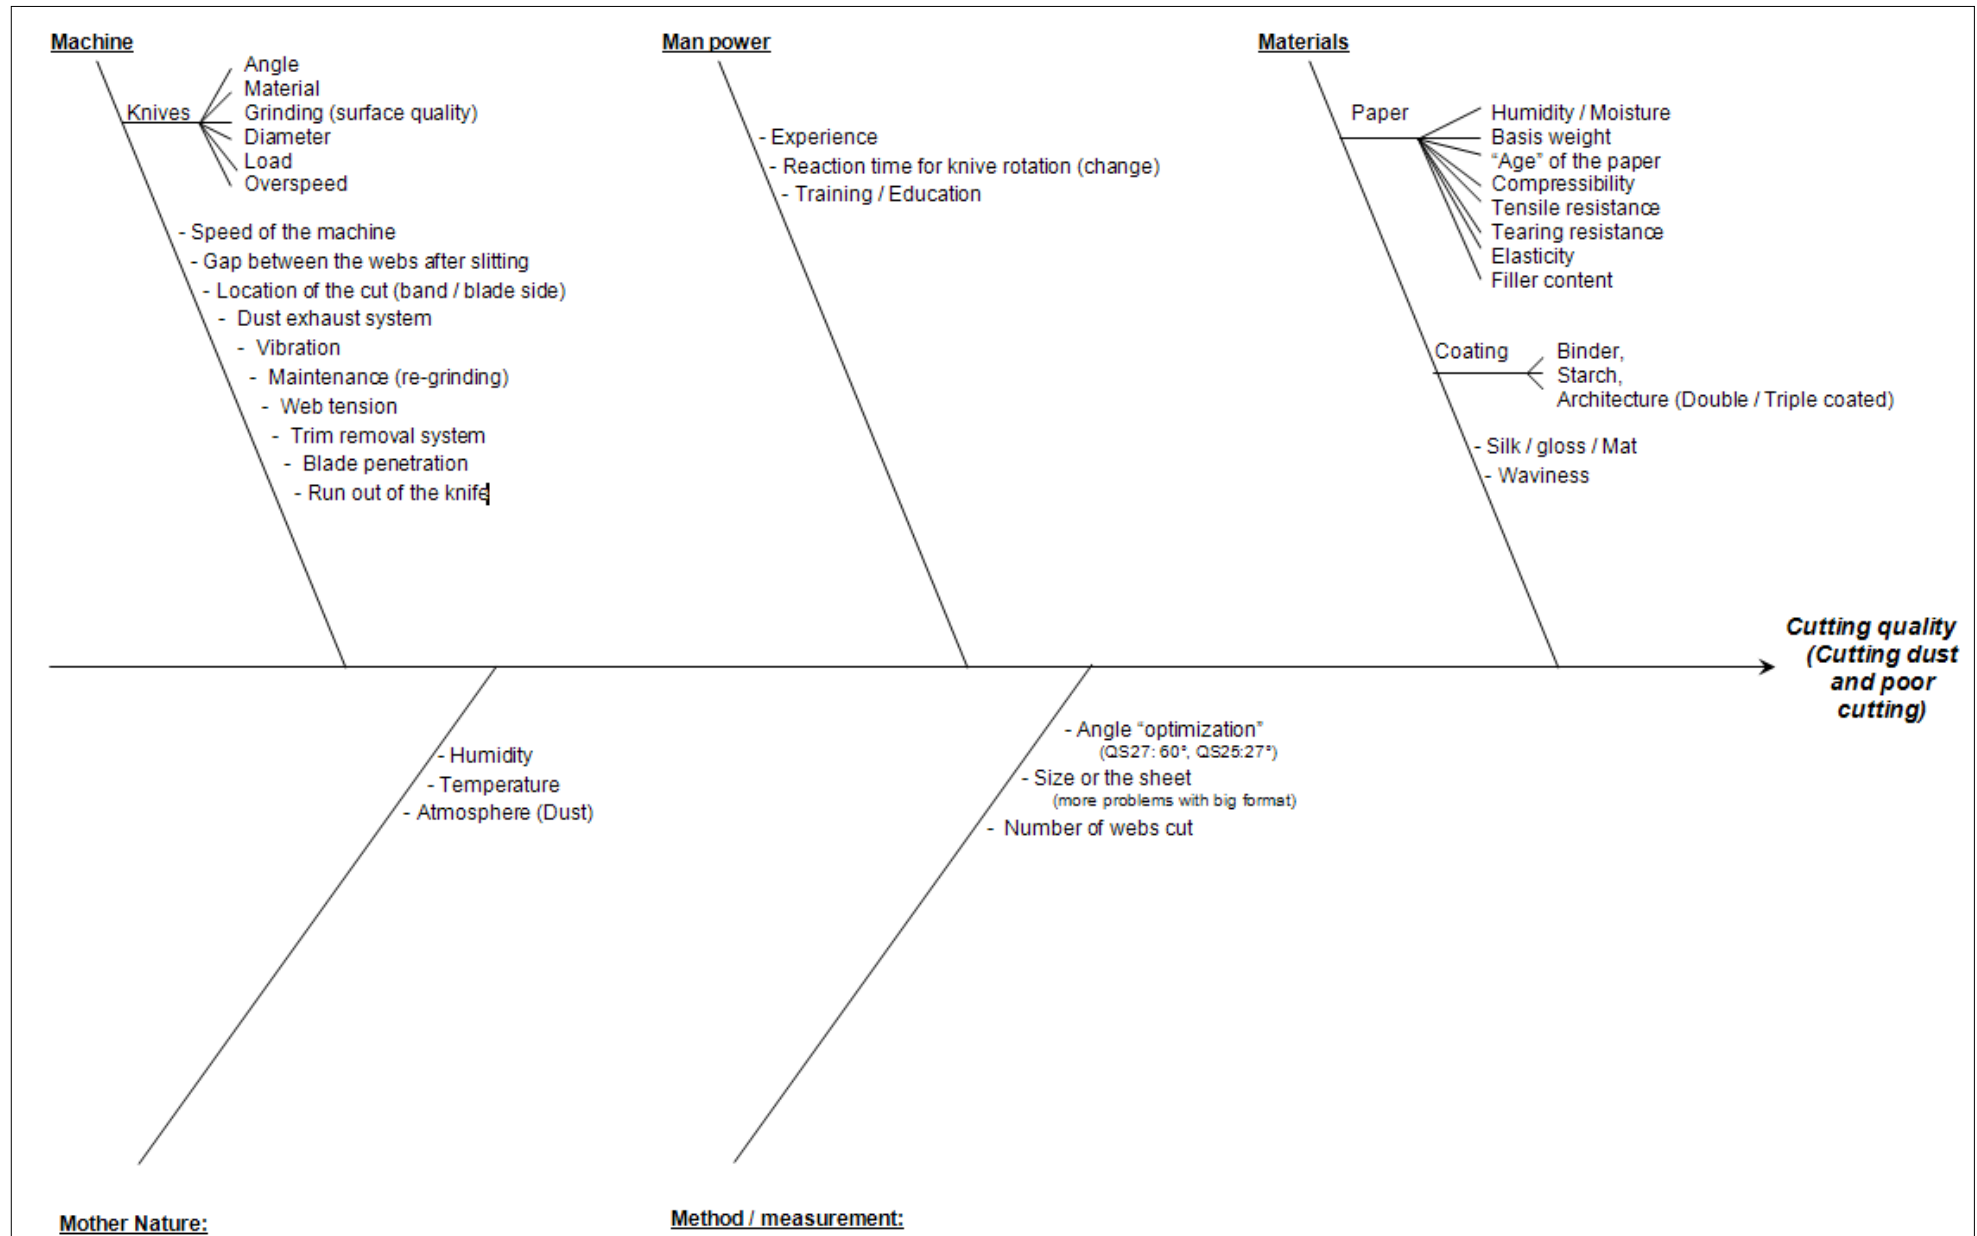 Machine
Knives
Angle
Material
Grinding (surface quality)
Diameter
Load
Overspeed
- Speed of the machine
- Gap between the webs after slitting
- Location of the cut (band / blade side)
- Dust exhaust system
- Vibration
- Maintenance (re-grinding)
- Web tension
- Trim removal system
- Blade penetration
- Run out of the knife
Man power
- Experience
- Reaction time for knive rotation (change)
- Training / Education
Materials
Paper
Humidity / Moisture
Basis weight
“Age” of the paper
Compressibility
Tensile resistance
Tearing resistance
Elasticity
Filler content
Coating
Binder,
Starch,
Architecture (Double / Triple coated)
- Silk / gloss / Mat
- Waviness
Cutting quality
(Cutting dust
and poor
cutting)
- Humidity
- Temperature
- Atmosphere (Dust)
Mother Nature:
- Angle “optimization”
(QS27: 60°, QS25:27°)
- Size or the sheet
(more problems with big format)
- Number of webs cut
Method / measurement: